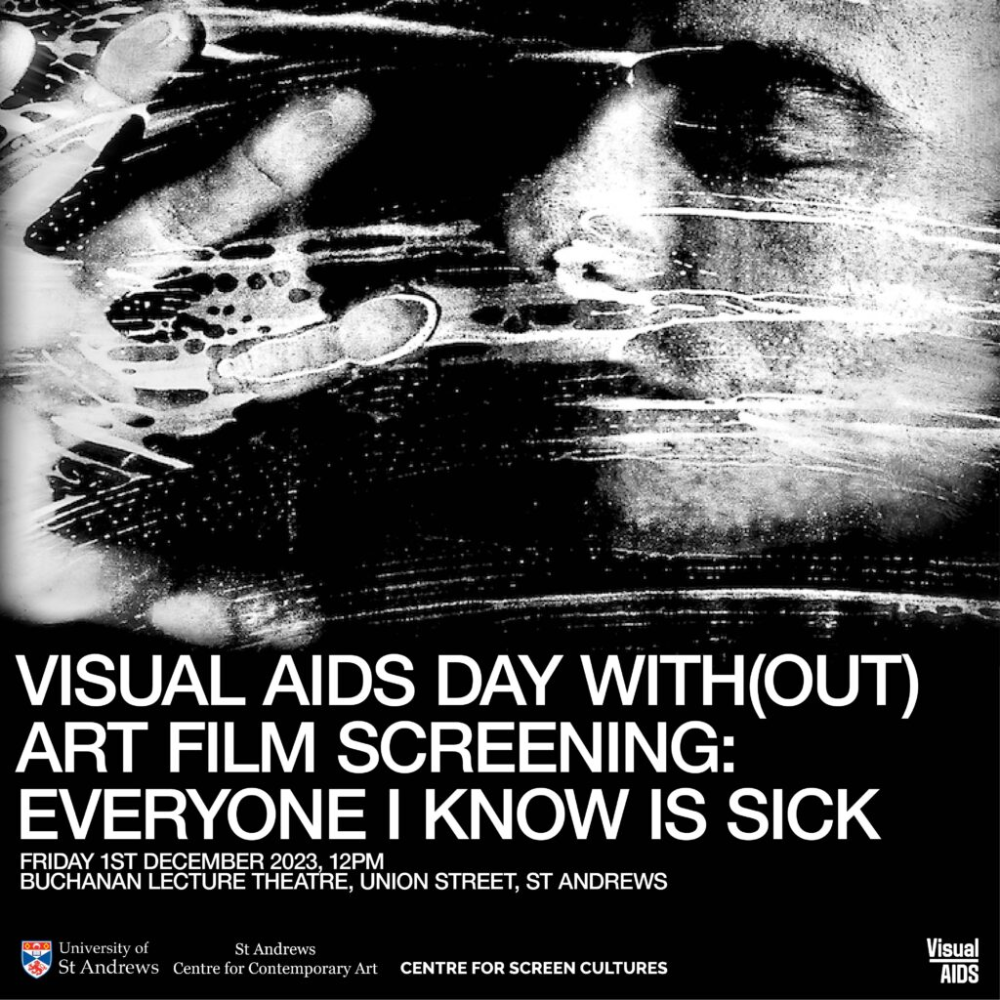 VISUAL AIDS DAY WITH(OUT)
ART FILM SCREENING:
EVERYONE I KNOW IS SICK
FRIDAY 1ST DECEMBER 2023, 12PM
BUCHANAN LECTURE THEATRE, UNION STREET, ST ANDREWS
University of
St Andrews
St Andrews
Centre for Contemporary Art
CENTRE FOR SCREEN CULTURES
Visual
AIDS